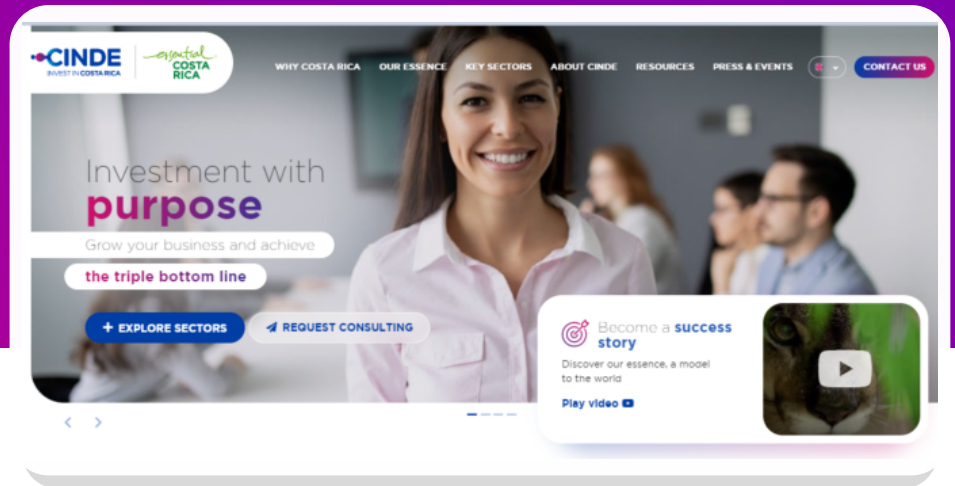 CINDE
INVEST IN COSTA RICA
essential
COSTA
RICA
WHY COSTA RICA
OUR ESSENCE
KEY SECTORS
ABOUT CINDE
RESOURCES
PRESS & EVENTS
CONTACT US
Investment with
purpose
Grow your business and achieve
the triple bottom line
EXPLORE SECTORS
REQUEST CONSULTING
Become a success
story
Discover our essence, a model
to the world
Play video